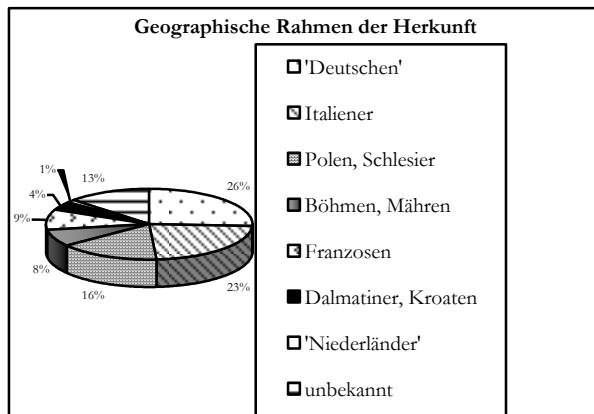 Geographische Rahmen der Herkunft
'Deutschen'
Italiener
Polen, Schlesier
Böhmen, Mähren
Franzosen
Dalmatiner, Kroaten
'Niederländer'
unbekannt
1%
13%
26%
4%
9%
8%
16%
23%